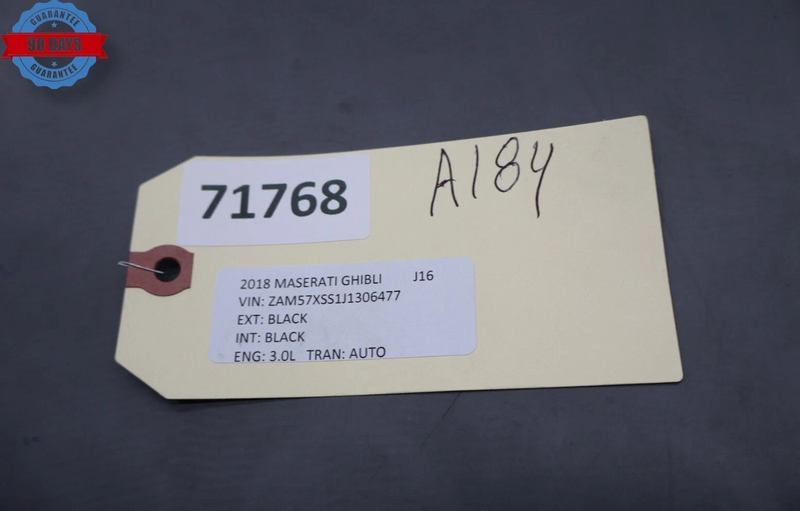 GUARANTEE
90 DAYS
GUARANTEE
71768
A184
2018 MASERATI GHIBLI J16
VIN: ZAM57XSS1J1306477
EXT: BLACK
INT: BLACK
ENG: 3.0L TRAN: AUTO